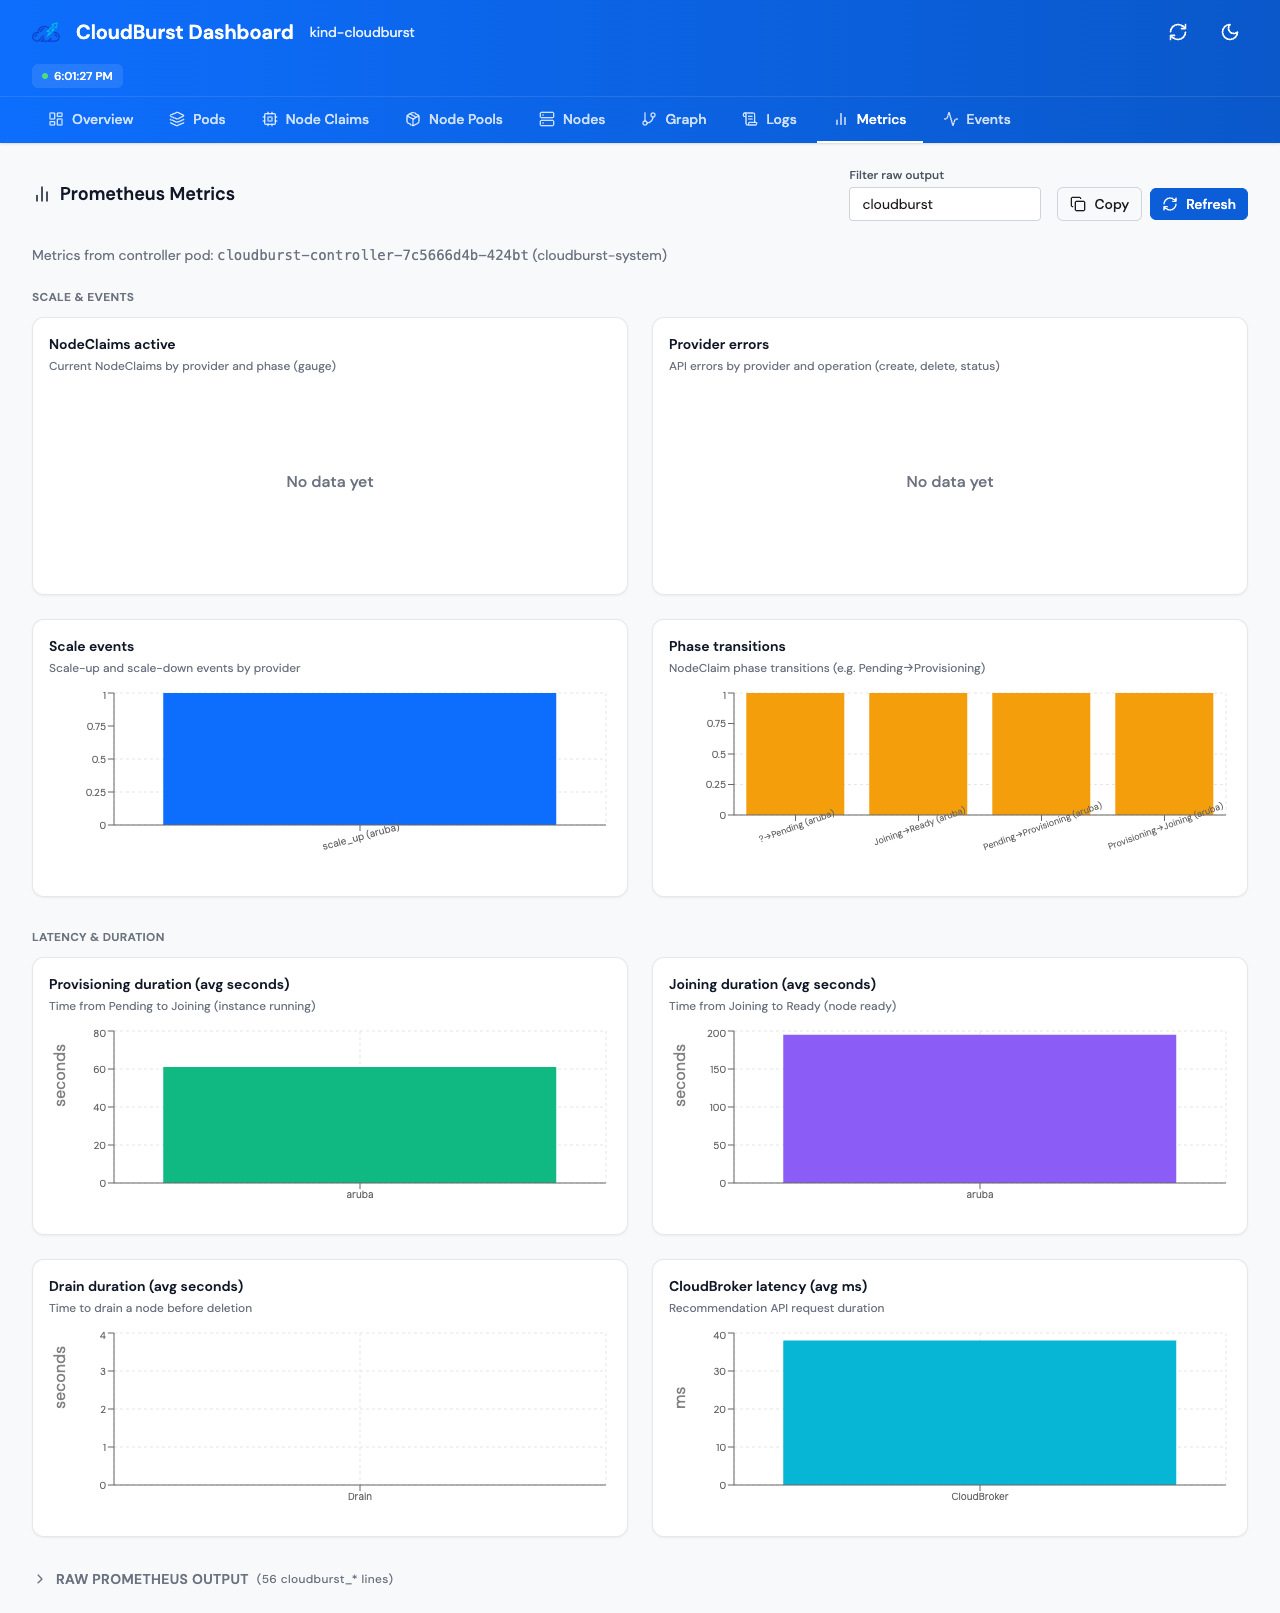 CloudBurst Dashboard kind-cloudburst
6:01:27 PM
Overview Pods Node Claims Node Pools Nodes Graph Logs Metrics Events
Prometheus Metrics
Filter raw output
cloudburst
Copy
Refresh
Metrics from controller pod: cloudburst-controller-7c5666d4b-424bt (cloudburst-system)
SCALE & EVENTS
NodeClaims active
Current NodeClaims by provider and phase (gauge)
No data yet
Provider errors
API errors by provider and operation (create, delete, status)
No data yet
Scale events
Scale-up and scale-down events by provider
1
0.75
0.5
0.25
0
scale_up (aruba)
Phase transitions
NodeClaim phase transitions (e.g. Pending→Provisioning)
1
0.75
0.5
0.25
0
?→Pending (aruba)
Joining→Ready (aruba)
Pending→Provisioning (aruba)
Provisioning→Joining (aruba)
LATENCY & DURATION
Provisioning duration (avg seconds)
Time from Pending to Joining (instance running)
seconds
80
60
40
20
0
aruba
Joining duration (avg seconds)
Time from Joining to Ready (node ready)
seconds
200
150
100
50
0
aruba
Drain duration (avg seconds)
Time to drain a node before deletion
seconds
4
3
2
1
0
Drain
CloudBroker latency (avg ms)
Recommendation API request duration
ms
40
30
20
10
0
CloudBroker
RAW PROMETHEUS OUTPUT (56 cloudburst_* lines)